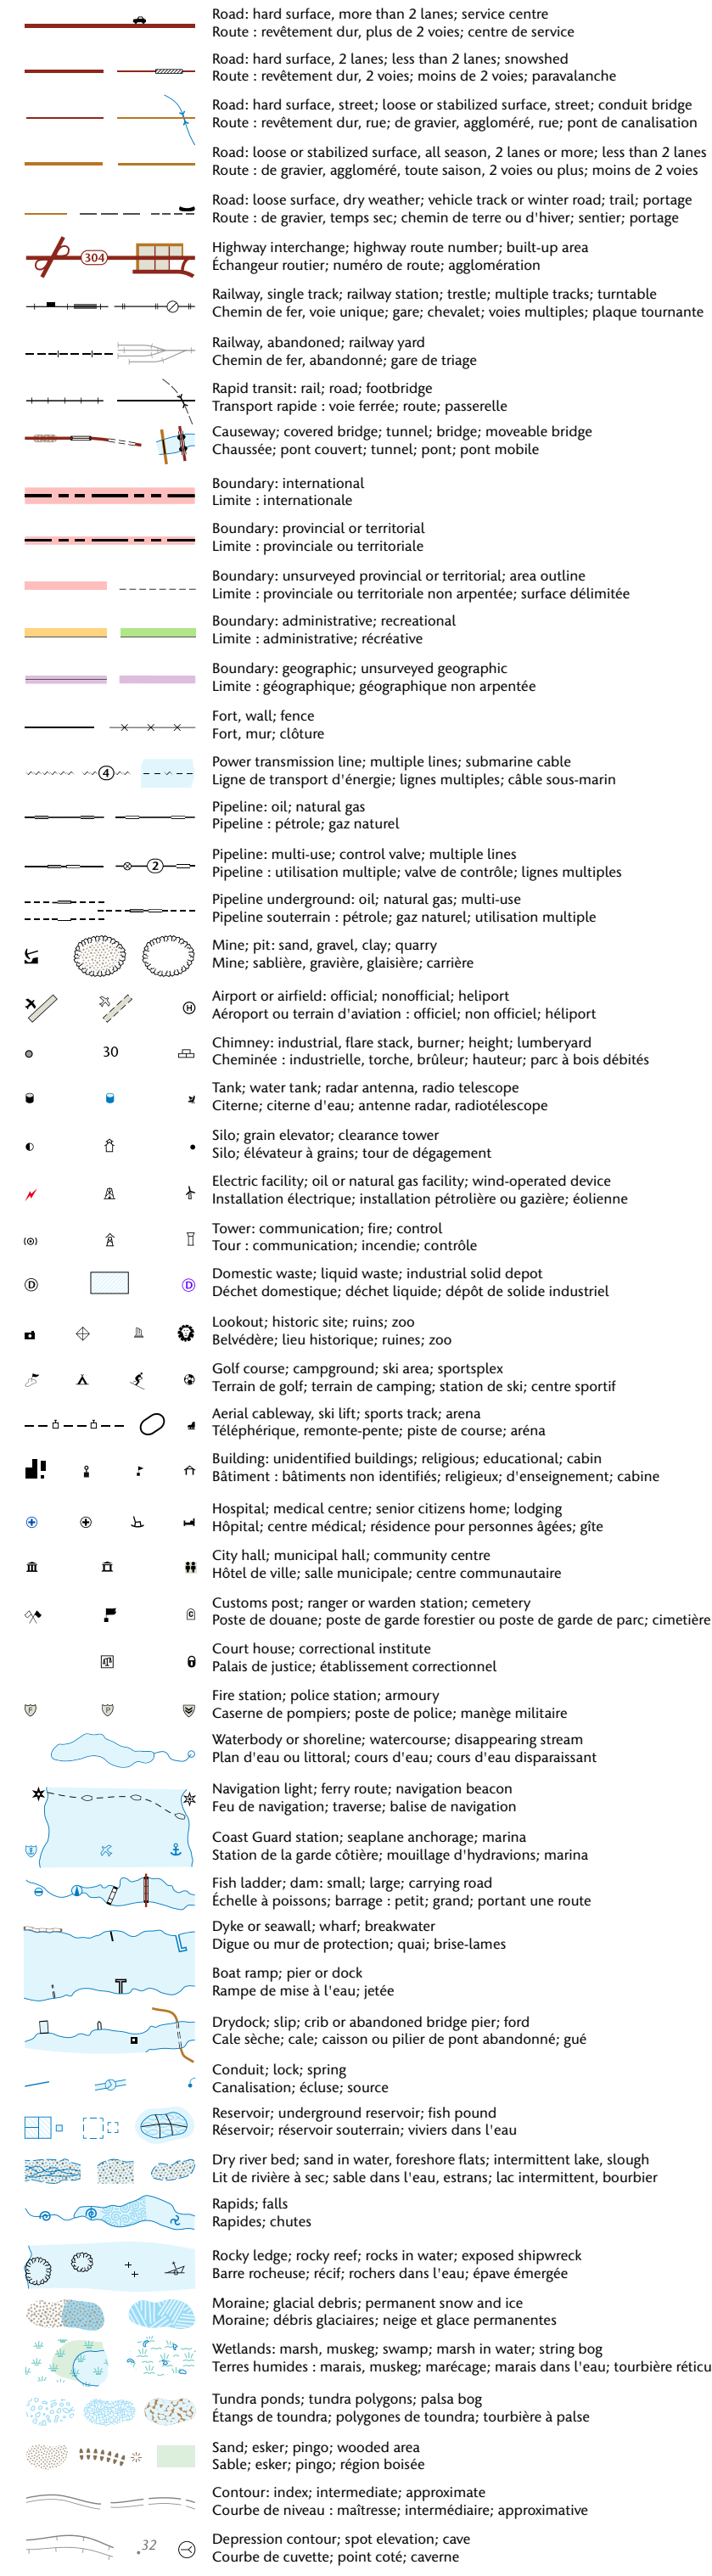 Road: hard surface, more than 2 lanes; service centre
Route : revêtement dur, plus de 2 voies; centre de service
Road: hard surface, 2 lanes; less than 2 lanes; snowshed
Route : revêtement dur, 2 voies; moins de 2 voies; paravalanche
Road: hard surface, street; loose or stabilized surface, street; conduit bridge
Route : revêtement dur, rue; de gravier, aggloméré, rue; pont de canalisation
Road: loose or stabilized surface, all season, 2 lanes or more; less than 2 lanes
Route : de gravier, aggloméré, toute saison, 2 voies ou plus; moins de 2 voies
Road: loose surface, dry weather; vehicle track or winter road; trail; portage
Route : de gravier, temps sec; chemin de terre ou d'hiver; sentier; portage
304
Highway interchange; highway route number; built-up area
Échangeur routier; numéro de route; agglomération
Railway, single track; railway station; trestle; multiple tracks; turntable
Chemin de fer, voie unique; gare; chevalet; voies multiples; plaque tournante
Railway, abandoned; railway yard
Chemin de fer, abandonné; gare de triage
Rapid transit: rail; road; footbridge
Transport rapide : voie ferrée; route; passerelle
Causeway; covered bridge; tunnel; bridge; moveable bridge
Chaussée; pont couvert; tunnel; pont; pont mobile
Boundary: international
Limite : internationale
Boundary: provincial or territorial
Limite : provinciale ou territoriale
Boundary: unsurveyed provincial or territorial; area outline
Limite : provinciale ou territoriale non arpentée; surface délimitée
Boundary: administrative; recreational
Limite : administrative; récréative
Boundary: geographic; unsurveyed geographic
Limite : géographique; géographique non arpentée
Fort, wall; fence
Fort, mur; clôture
4
Power transmission line; multiple lines; submarine cable
Ligne de transport d'énergie; lignes multiples; câble sous-marin
Pipeline: oil; natural gas
Pipeline : pétrole; gaz naturel
2
Pipeline: multi-use; control valve; multiple lines
Pipeline : utilisation multiple; valve de contrôle; lignes multiples
Pipeline underground: oil; natural gas; multi-use
Pipeline souterrain : pétrole; gaz naturel; utilisation multiple
Mine; pit: sand, gravel, clay; quarry
Mine; sablière, gravière, glaisière; carrière
H
Airport or airfield: official; nonofficial; heliport
Aéroport ou terrain d'aviation : officiel; non officiel; héliport
30
Chimney: industrial, flare stack, burner; height; lumberyard
Cheminée : industrielle, torche, brûleur; hauteur; parc à bois débités
Tank; water tank; radar antenna, radio telescope
Citerne; citerne d'eau; antenne radar, radiotélescope
Silo; grain elevator; clearance tower
Silo; élévateur à grains; tour de dégagement
Electric facility; oil or natural gas facility; wind-operated device
Installation électrique; installation pétrolière ou gazière; éolienne
Tower: communication; fire; control
Tour : communication; incendie; contrôle
D D
Domestic waste; liquid waste; industrial solid depot
Déchet domestique; déchet liquide; dépôt de solide industriel
Lookout; historic site; ruins; zoo
Belvédère; lieu historique; ruines; zoo
Golf course; campground; ski area; sportsplex
Terrain de golf; terrain de camping; station de ski; centre sportif
Aerial cableway, ski lift; sports track; arena
Téléphérique, remonte-pente; piste de course; aréna
Building: unidentified buildings; religious; educational; cabin
Bâtiment : bâtiments non identifiés; religieux; d'enseignement; cabine
Hospital; medical centre; senior citizens home; lodging
Hôpital; centre médical; résidence pour personnes âgées; gîte
City hall; municipal hall; community centre
Hôtel de ville; salle municipale; centre communautaire
C
Customs post; ranger or warden station; cemetery
Poste de douane; poste de garde forestier ou poste de garde de parc; cimetière
Court house; correctional institute
Palais de justice; établissement correctionnel
F P
Fire station; police station; armoury
Caserne de pompiers; poste de police; manège militaire
Waterbody or shoreline; watercourse; disappearing stream
Plan d'eau ou littoral; cours d'eau; cours d'eau disparaissant
Navigation light; ferry route; navigation beacon
Feu de navigation; traverse; balise de navigation
Coast Guard station; seaplane anchorage; marina
Station de la garde côtière; mouillage d'hydravions; marina
Fish ladder; dam: small; large; carrying road
Échelle à poissons; barrage : petit; grand; portant une route
Dyke or seawall; wharf; breakwater
Digue ou mur de protection; quai; brise-lames
Boat ramp; pier or dock
Rampe de mise à l'eau; jetée
Drydock; slip; crib or abandoned bridge pier; ford
Cale sèche; cale; caisson ou pilier de pont abandonné; gué
Conduit; lock; spring
Canalisation; écluse; source
Reservoir; underground reservoir; fish pound
Réservoir; réservoir souterrain; viviers dans l'eau
Dry river bed; sand in water, foreshore flats; intermittent lake, slough
Lit de rivière à sec; sable dans l'eau, estrans; lac intermittent, bourbier
Rapids; falls
Rapides; chutes
Rocky ledge; rocky reef; rocks in water; exposed shipwreck
Barre rocheuse; récif; rochers dans l'eau; épave émergée
Moraine; glacial debris; permanent snow and ice
Moraine; débris glaciaires; neige et glace permanentes
Wetlands: marsh, muskeg; swamp; marsh in water; string bog
Terres humides : marais, muskeg; marécage; marais dans l'eau; tourbière réticu
Tundra ponds; tundra polygons; palsa bog
Étangs de toundra; polygones de toundra; tourbière à palse
Sand; esker; pingo; wooded area
Sable; esker; pingo; région boisée
Contour: index; intermediate; approximate
Courbe de niveau : maîtresse; intermédiaire; approximative
.32
Depression contour; spot elevation; cave
Courbe de cuvette; point coté; caverne